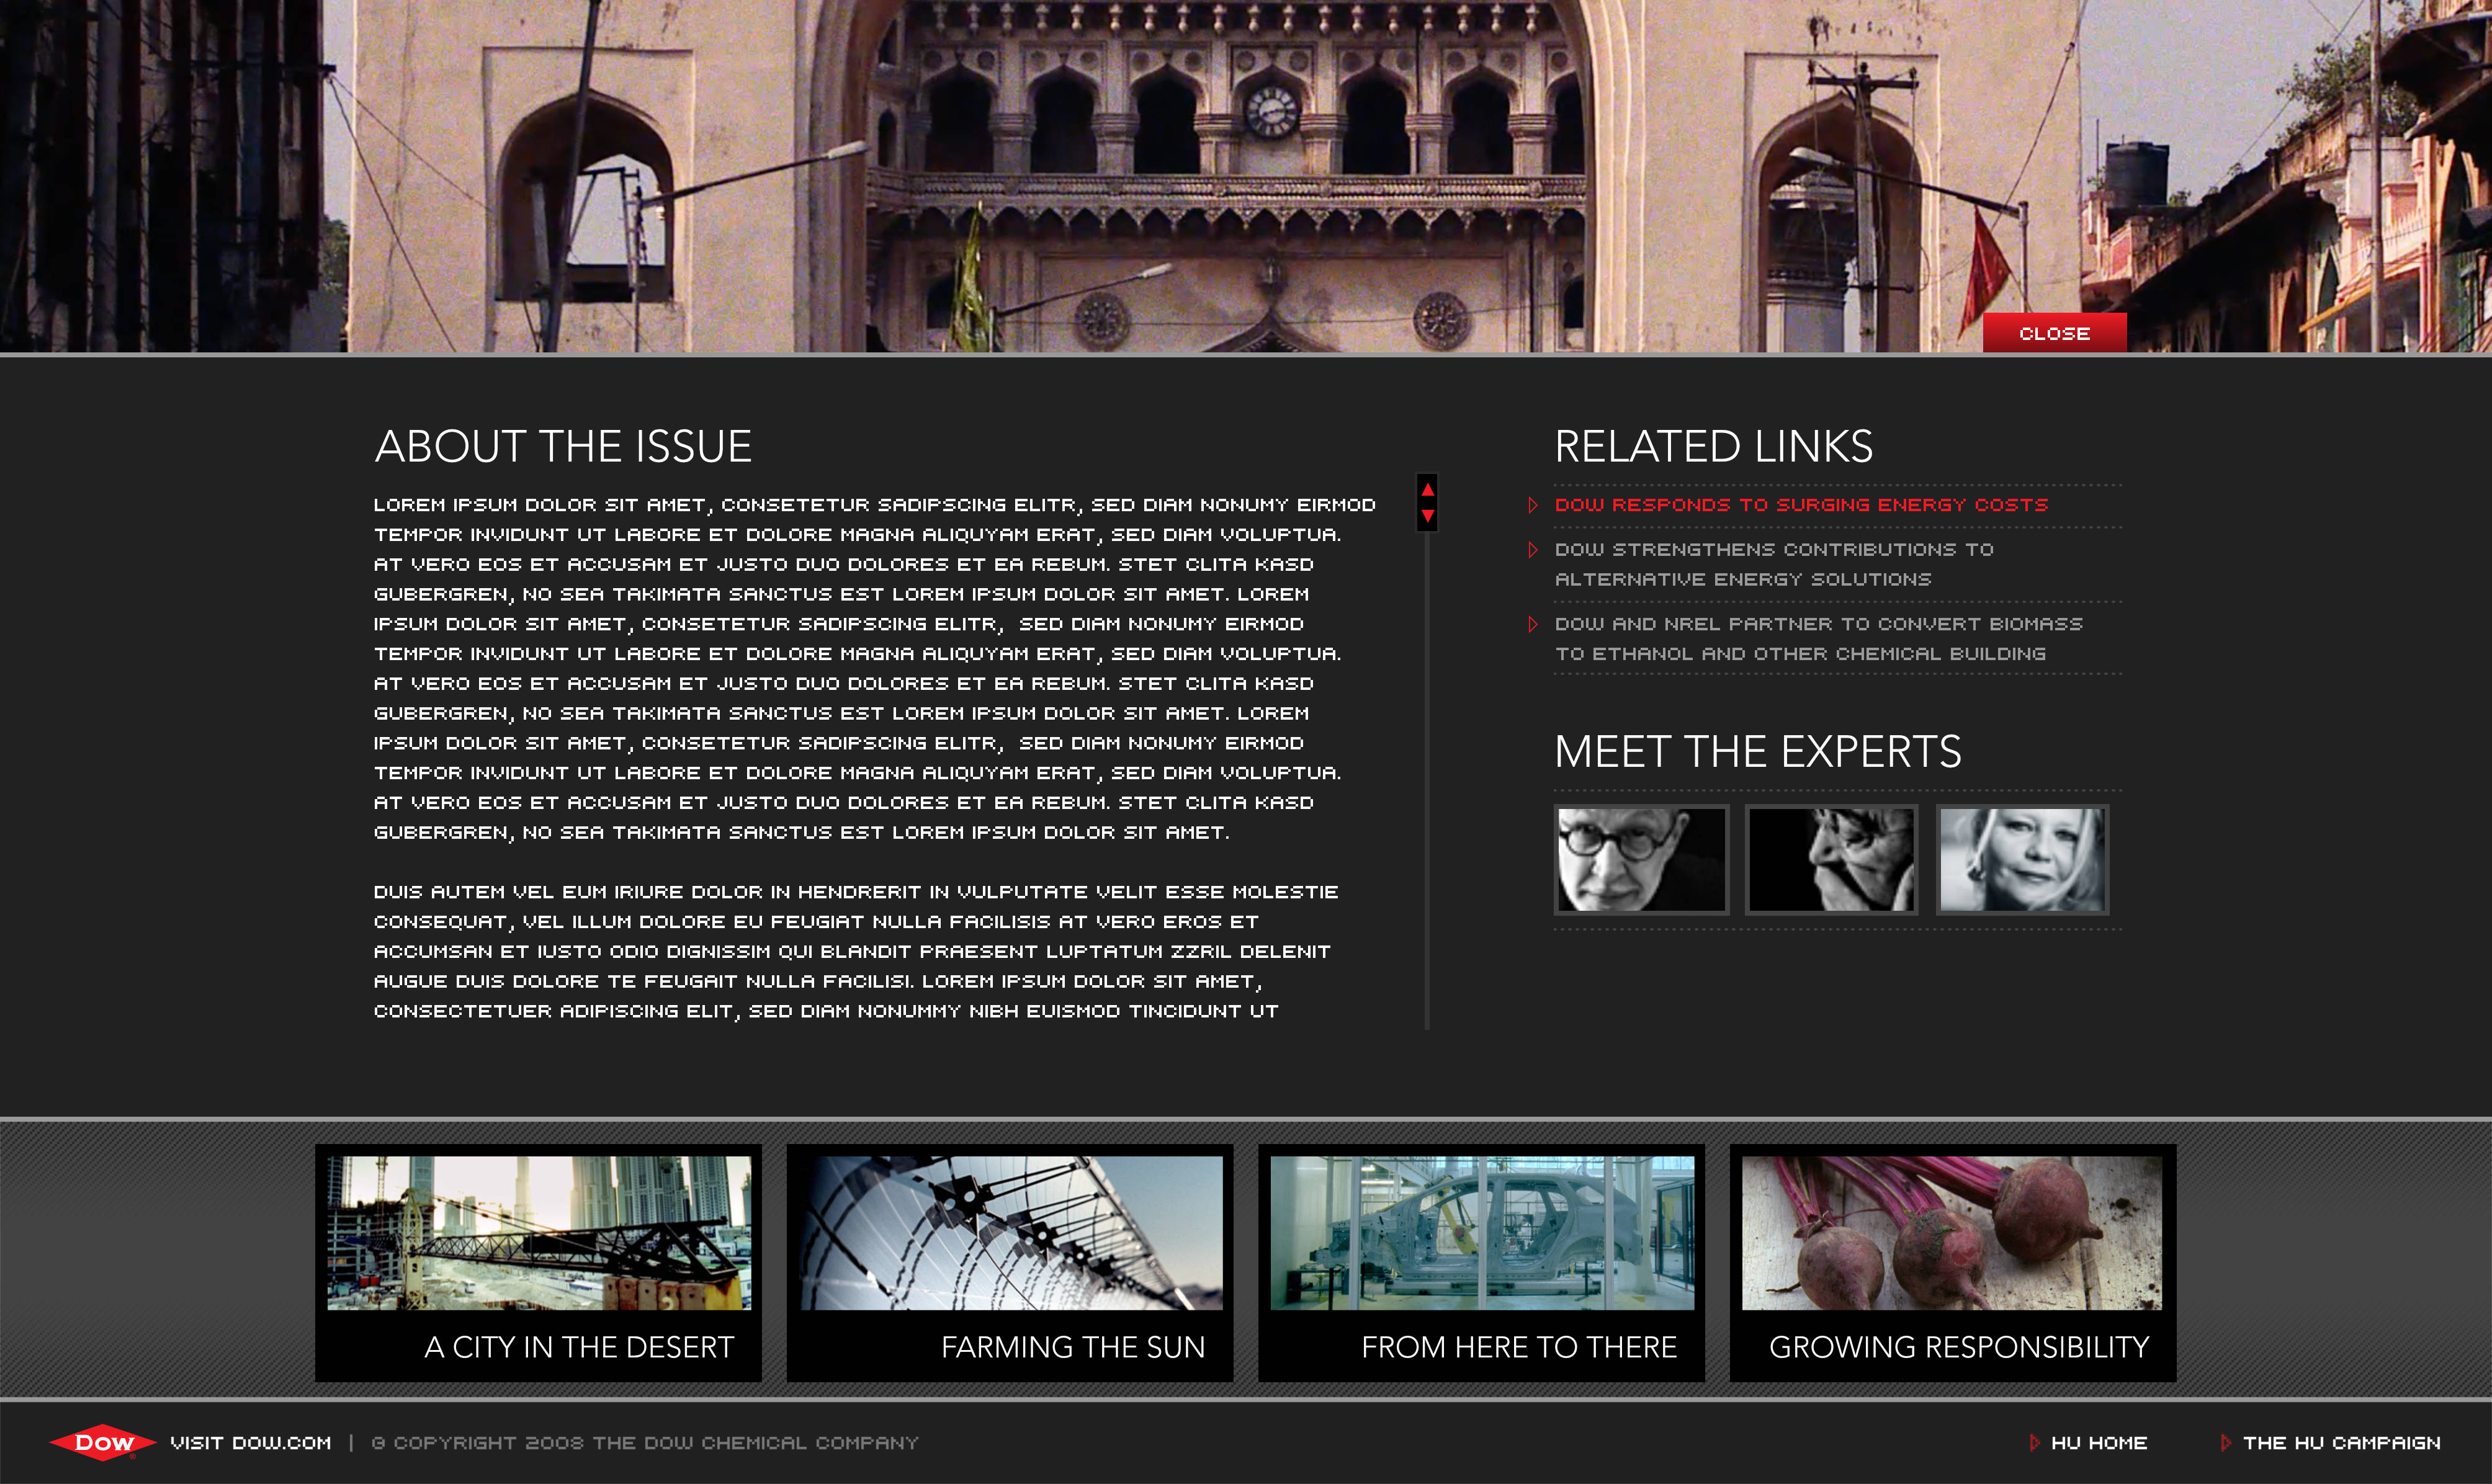 CLOSE
ABOUT THE ISSUE
LOREM IPSUM DOLOR SIT AMET, CONSETETUR SADIPSCING ELITR, SED DIAM NONUMY EIRMOD
TEMPOR INVIDUNT UT LABORE ET DOLORE MAGNA ALIQUYAM ERAT, SED DIAM VOLUPTUA.
AT VERO EOS ET ACCUSAM ET JUSTO DUO DOLORES ET EA REBUM. STET CLITA KASD
GUBERGREN, NO SEA TAKIMATA SANCTUS EST LOREM IPSUM DOLOR SIT AMET. LOREM
IPSUM DOLOR SIT AMET, CONSETETUR SADIPSCING ELITR,  SED DIAM NONUMY EIRMOD
TEMPOR INVIDUNT UT LABORE ET DOLORE MAGNA ALIQUYAM ERAT, SED DIAM VOLUPTUA.
AT VERO EOS ET ACCUSAM ET JUSTO DUO DOLORES ET EA REBUM. STET CLITA KASD
GUBERGREN, NO SEA TAKIMATA SANCTUS EST LOREM IPSUM DOLOR SIT AMET. LOREM
IPSUM DOLOR SIT AMET, CONSETETUR SADIPSCING ELITR,  SED DIAM NONUMY EIRMOD
TEMPOR INVIDUNT UT LABORE ET DOLORE MAGNA ALIQUYAM ERAT, SED DIAM VOLUPTUA.
AT VERO EOS ET ACCUSAM ET JUSTO DUO DOLORES ET EA REBUM. STET CLITA KASD
GUBERGREN, NO SEA TAKIMATA SANCTUS EST LOREM IPSUM DOLOR SIT AMET.
DUIS AUTEM VEL EUM IRIURE DOLOR IN HENDRERIT IN VULPUTATE VELIT ESSE MOLESTIE
CONSEQUAT, VEL ILLUM DOLORE EU FEUGIAT NULLA FACILISIS AT VERO EROS ET
ACCUMSAN ET IUSTO ODIO DIGNISSIM QUI BLANDIT PRAESENT LUPTATUM ZZRIL DELENIT
AUGUE DUIS DOLORE TE FEUGAIT NULLA FACILISI. LOREM IPSUM DOLOR SIT AMET,
CONSECTETUER ADIPISCING ELIT, SED DIAM NONUMMY NIBH EUISMOD TINCIDUNT UT
RELATED LINKS
DOW RESPONDS TO SURGING ENERGY COSTS
DOW STRENGTHENS CONTRIBUTIONS TO
ALTERNATIVE ENERGY SOLUTIONS
DOW AND NREL PARTNER TO CONVERT BIOMASS
TO ETHANOL AND OTHER CHEMICAL BUILDING
MEET THE EXPERTS
A CITY IN THE DESERT
FARMING THE SUN
FROM HERE TO THERE
GROWING RESPONSIBILITY
Dow® VISIT DOW.COM | © COPYRIGHT 2008 THE DOW CHEMICAL COMPANY
HU HOME
THE HU CAMPAIGN